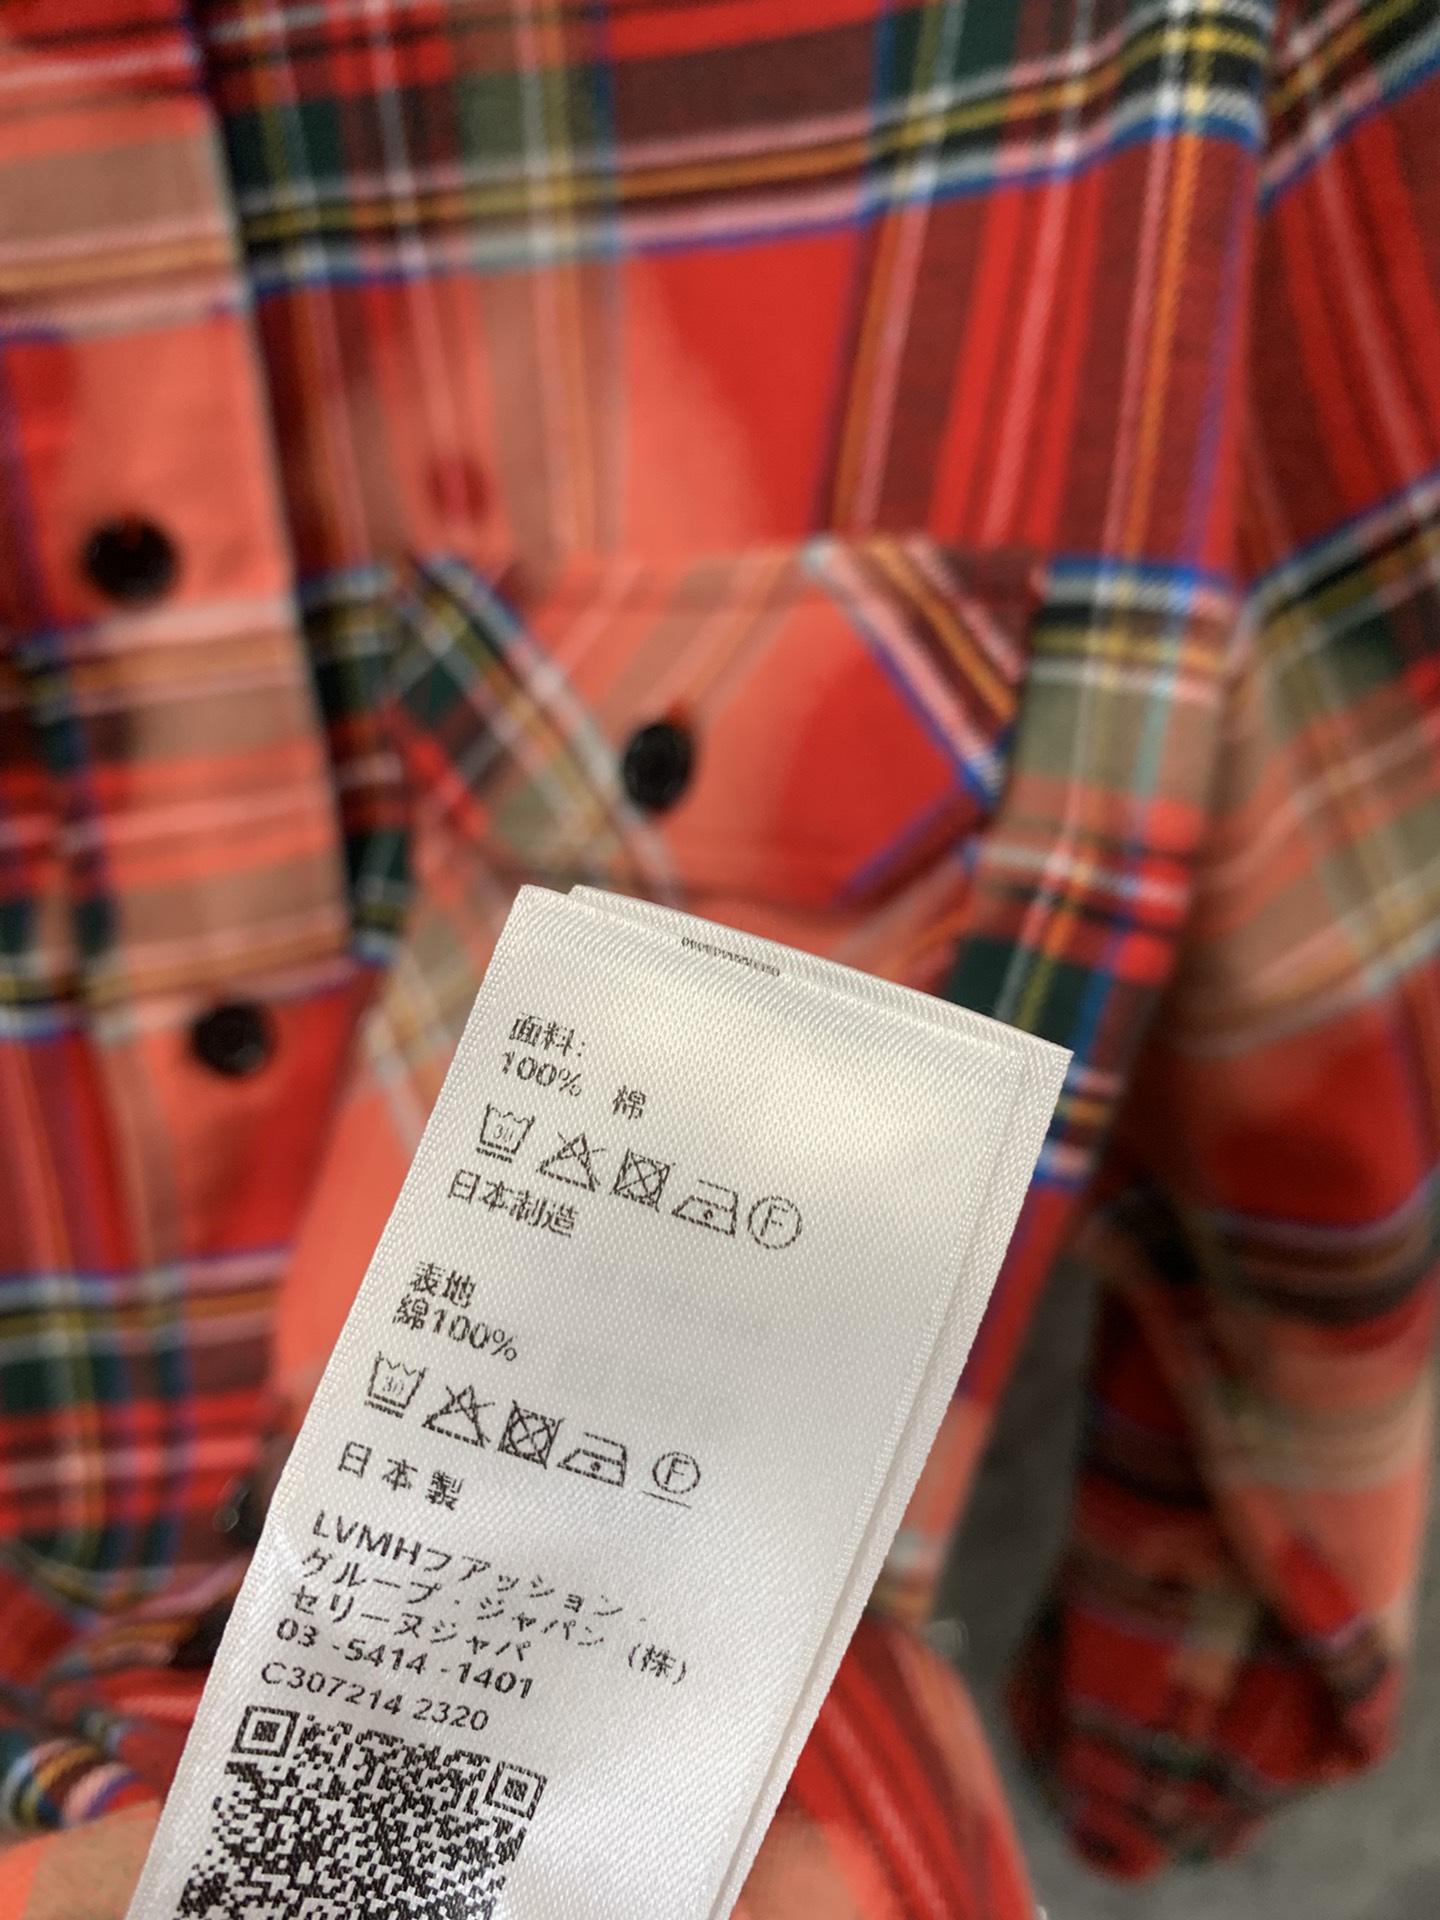 面料:
100% 棉
30
F
日本制造
表地
綿100%
30
F
日本製
LVMHファッション.
グループ.ジャパン (株)
セリーヌジャパ
03 -5414 -1401
C307214 2320